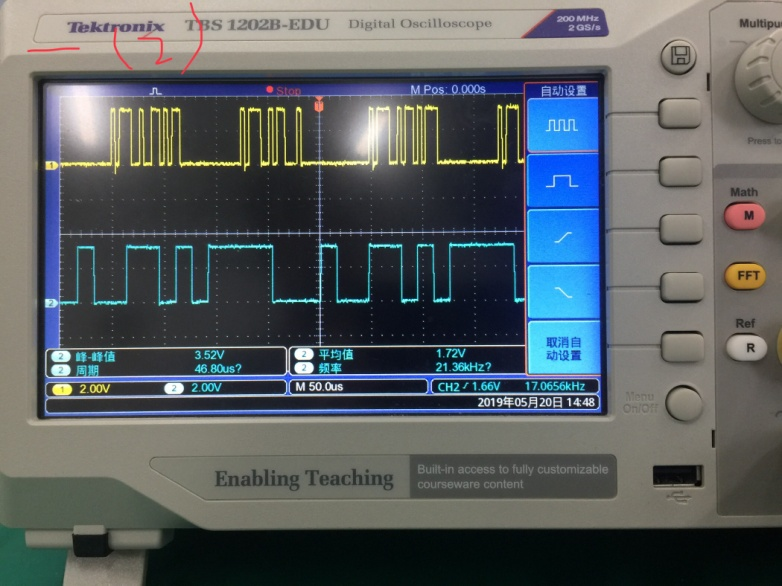 Tektronix TBS 1202B-EDU Digital Oscilloscope 200 MHz
2 GS/s
一 (2)
Stop M Pos: 0.000s 自动设置
1
2
取消自
动设置
2 峰-峰值 3.52V 2 平均值 1.72V
2 周期 46.80us? 2 频率 21.36kHz?
1 2.00V 2 2.00V M 50.0us CH2 1.66V 17.0656kHz
2019年05月20日 14:48
Enabling Teaching Built-in access to fully customizable
courseware content
Math
M
FFT
Ref
R
Menu
On/Off